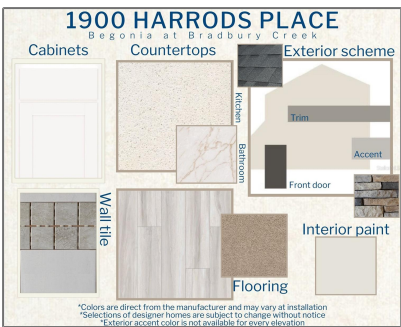 1900 HARRODS PLACE
Begonia at Bradbury Creek
Cabinets
Countertops
Exterior scheme
Kitchen
Bathroom
Trim
Accent
Front door
Wall tile
Flooring
Interior paint
*Colors are direct from the manufacturer and may vary at installation
*Selections of designer homes are subject to change without notice
*Exterior accent color is not available for every elevation